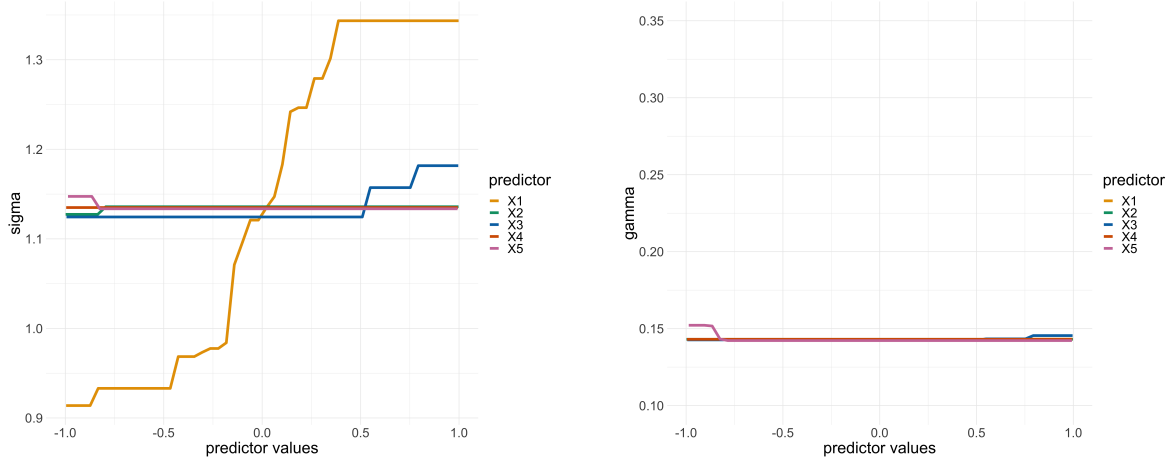 1.3
1.2
1.1
1.0
0.9
sigma
-1.0 -0.5 0.0 0.5 1.0
predictor values
predictor
X1
X2
X3
X4
X5
0.35
0.30
0.25
0.20
0.15
0.10
gamma
-1.0 -0.5 0.0 0.5 1.0
predictor values
predictor
X1
X2
X3
X4
X5